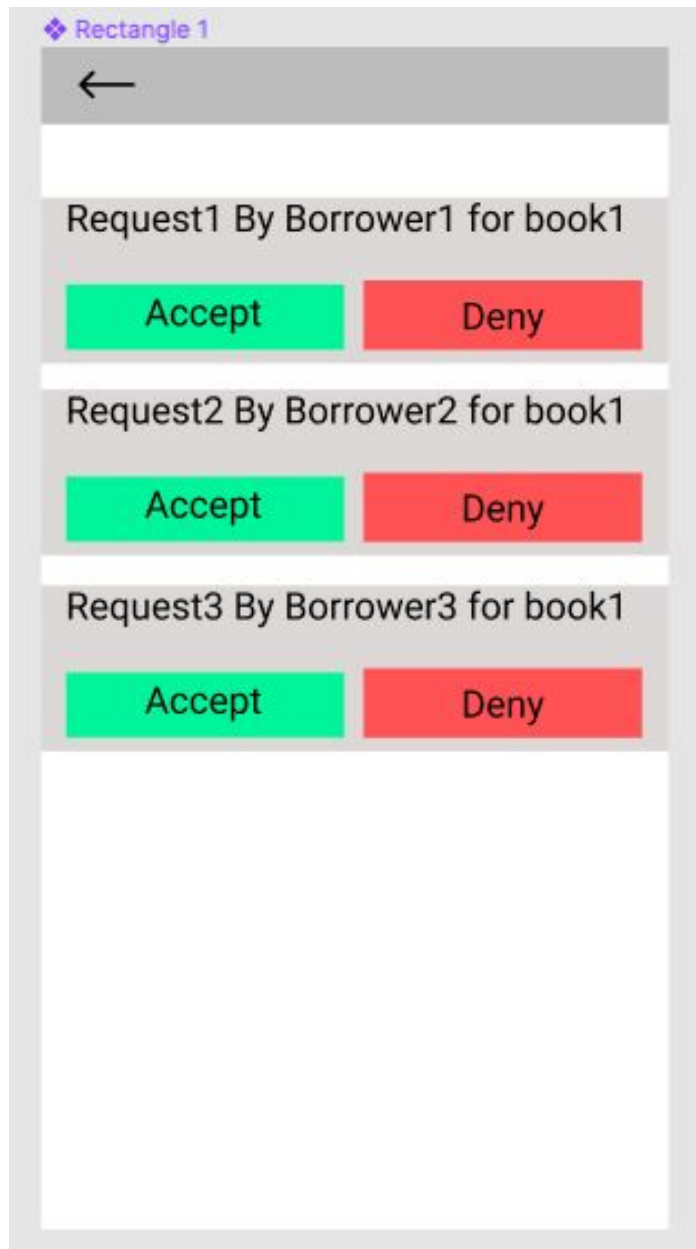 Rectangle 1
Request1 By Borrower1 for book1
Accept Deny
Request2 By Borrower2 for book1
Accept Deny
Request3 By Borrower3 for book1
Accept Deny